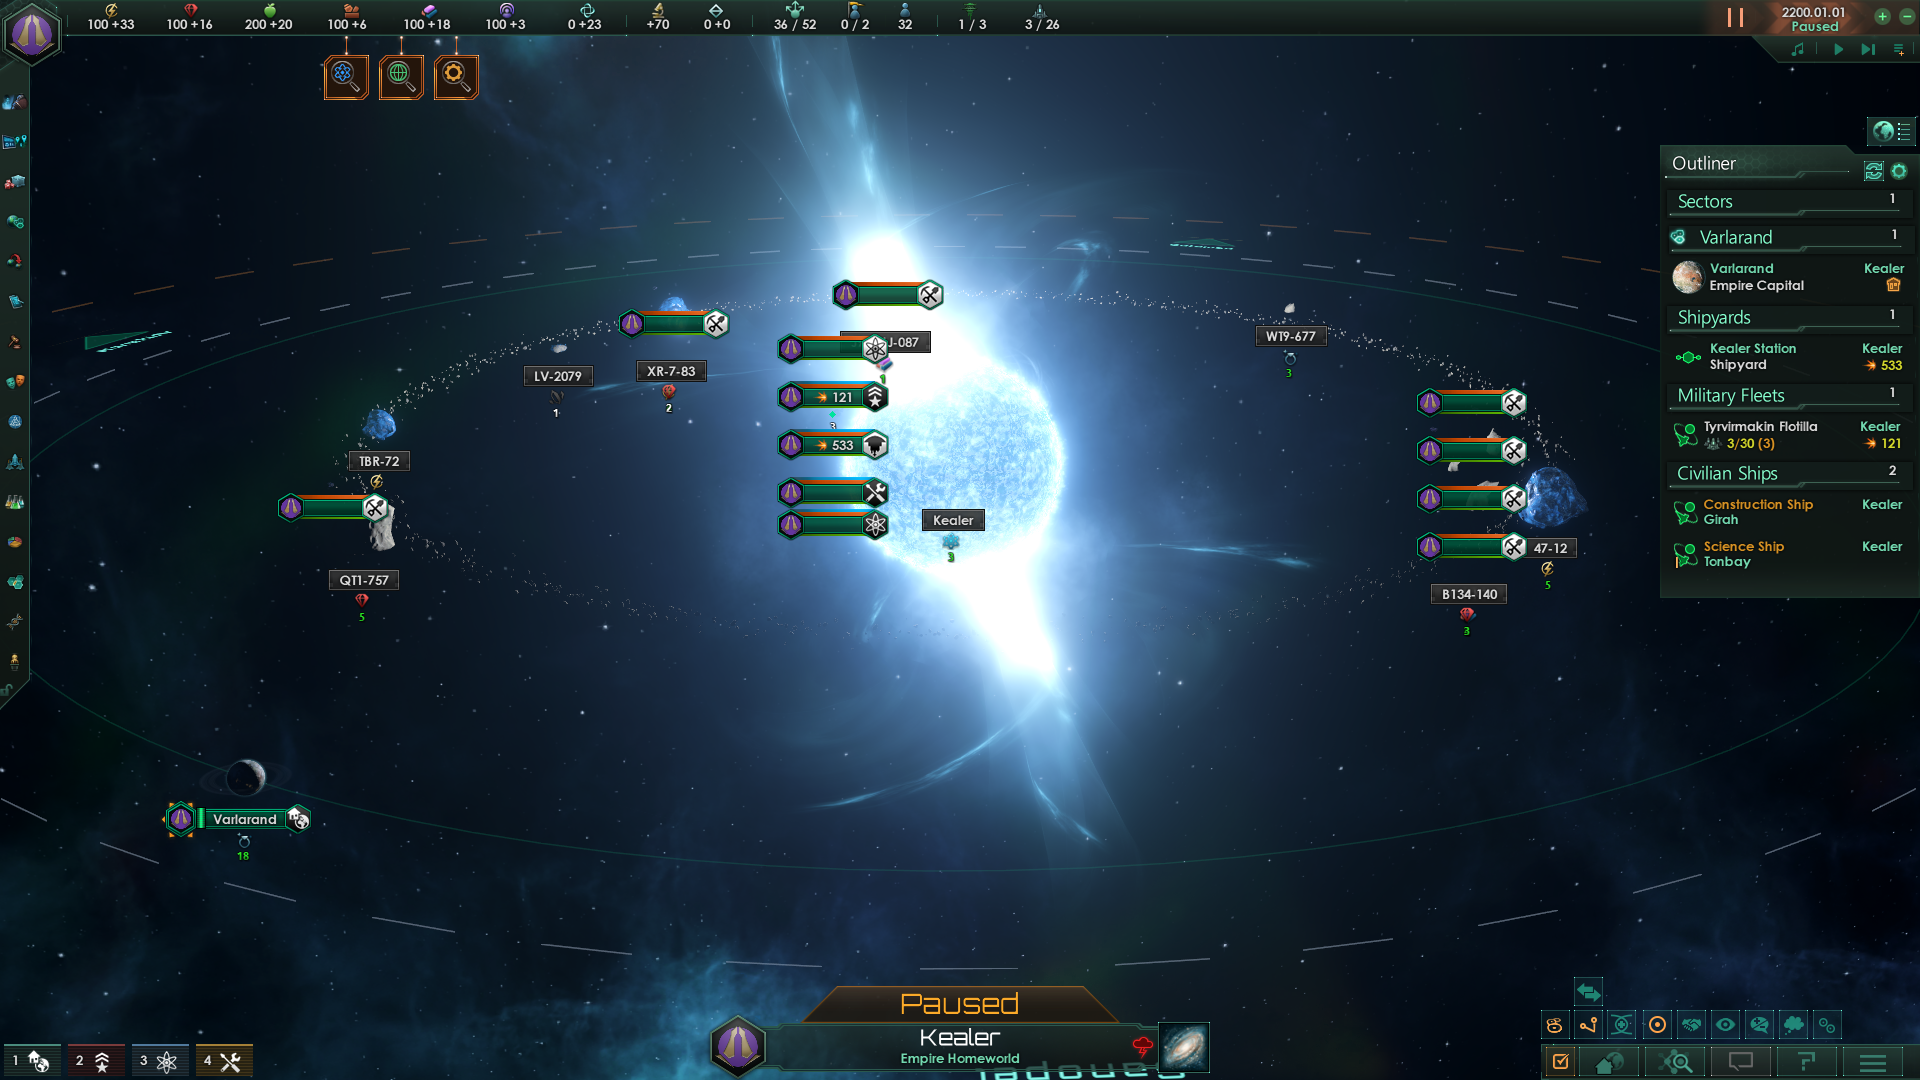 100 +33
100 +16
200 +20
100 +6
100 +18
100 +3
0 +23
+70
0 +0
36 / 52
0 / 2
32
1 / 3
3 / 26
2200.01.01
Paused
Outliner
Sectors 1
Varlarand 1
Varlarand Kealer
Empire Capital
Shipyards 1
Kealer Station Kealer
Shipyard 533
Military Fleets 1
Tyrvirmakin Flotilla Kealer
3/30 (3) 121
Civilian Ships 2
Construction Ship Kealer
Girah
Science Ship Kealer
Tonbay
J-087
1
WT9-677
3
LV-2079
1
XR-7-83
2
121
3
533
TBR-72
Kealer
3
47-12
5
QT1-757
5
B134-140
3
Varlarand
18
Paused
Kealer
Empire Homeworld
1
2
3
4